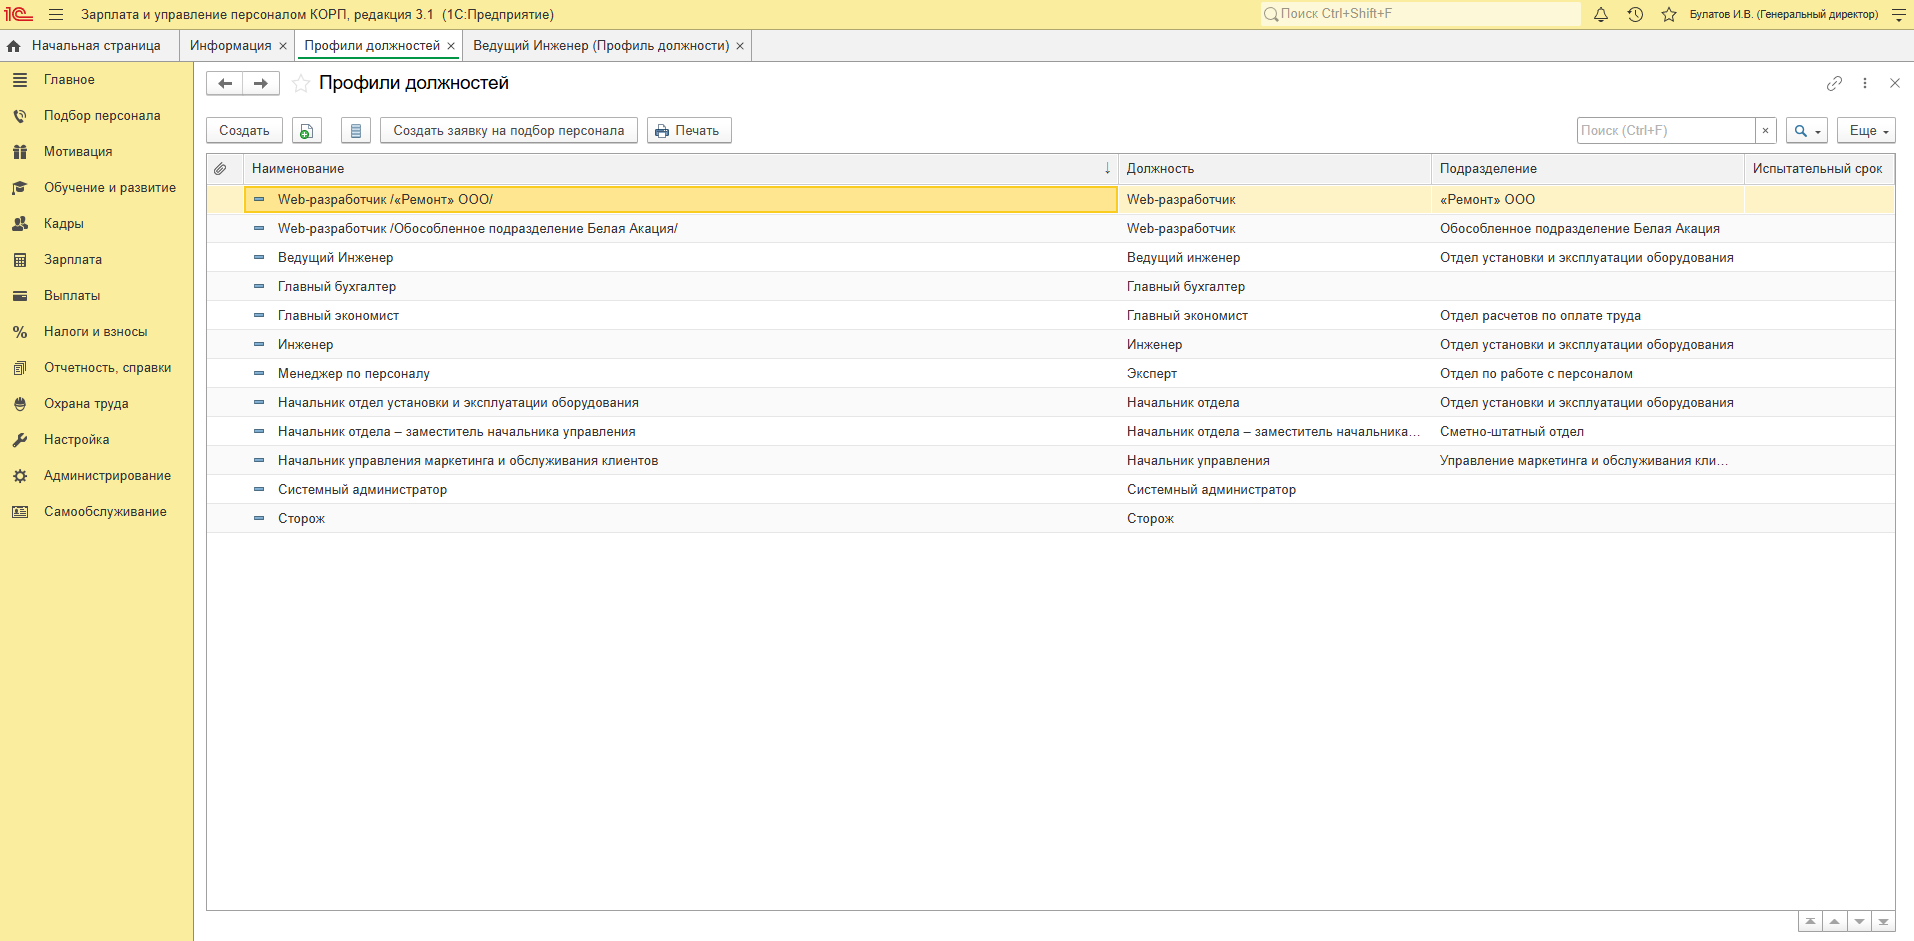 1С Зарплата и управление персоналом КОРП, редакция 3.1 (1С:Предприятие) Поиск Ctrl+Shift+F Булатов И.В. (Генеральный директор)
Начальная страница Информация × Профили должностей × Ведущий Инженер (Профиль должности) ×
Главное
Подбор персонала
Мотивация
Обучение и развитие
Кадры
Зарплата
Выплаты
Налоги и взносы
Отчетность, справки
Охрана труда
Настройка
Администрирование
Самообслуживание
Профили должностей
Создать Создать заявку на подбор персонала Печать Поиск (Ctrl+F) × Еще
Наименование ↓ Должность Подразделение Испытательный срок
Web-разработчик /«Ремонт» ООО/ Web-разработчик «Ремонт» ООО
Web-разработчик /Обособленное подразделение Белая Акация/ Web-разработчик Обособленное подразделение Белая Акация
Ведущий Инженер Ведущий инженер Отдел установки и эксплуатации оборудования
Главный бухгалтер Главный бухгалтер
Главный экономист Главный экономист Отдел расчетов по оплате труда
Инженер Инженер Отдел установки и эксплуатации оборудования
Менеджер по персоналу Эксперт Отдел по работе с персоналом
Начальник отдел установки и эксплуатации оборудования Начальник отдела Отдел установки и эксплуатации оборудования
Начальник отдела – заместитель начальника управления Начальник отдела – заместитель начальника... Сметно-штатный отдел
Начальник управления маркетинга и обслуживания клиентов Начальник управления Управление маркетинга и обслуживания кли...
Системный администратор Системный администратор
Сторож Сторож